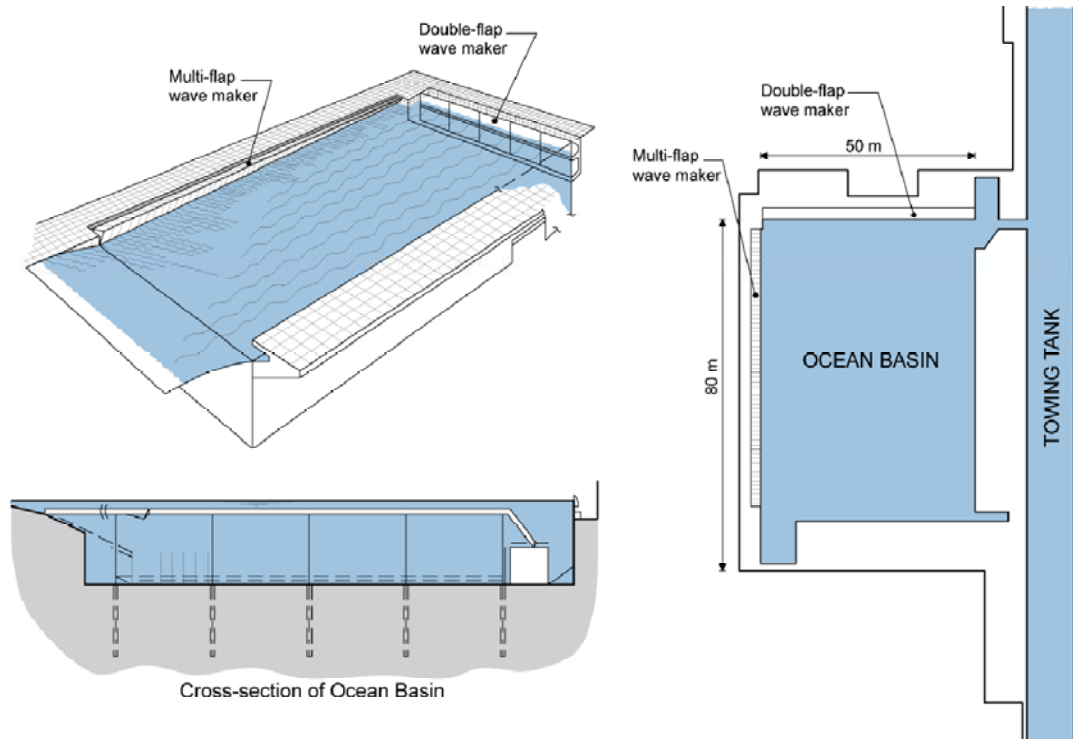 Double-flap
wave maker
Multi-flap
wave maker
Double-flap
wave maker
50 m
Multi-flap
wave maker
80 m
OCEAN BASIN
TOWING TANK
Cross-section of Ocean Basin